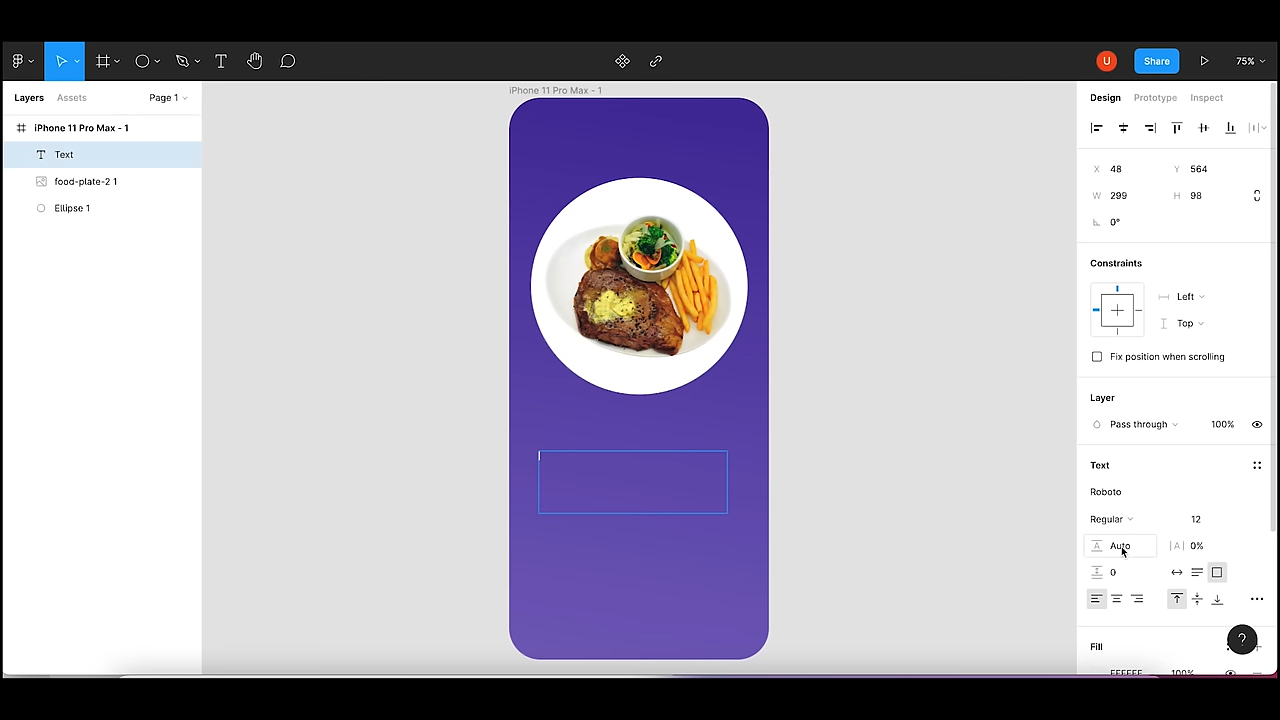 U
Share
75%
Layers
Assets
Page 1
iPhone 11 Pro Max - 1
Design
Prototype
Inspect
iPhone 11 Pro Max - 1
T Text
food-plate-2 1
Ellipse 1
X 48
Y 564
W 299
H 98
0°
Constraints
Left
Top
Fix position when scrolling
Layer
Pass through
100%
Text
Roboto
Regular
12
A Auto
|A| 0%
0
Fill
?
FFFFFF
100%